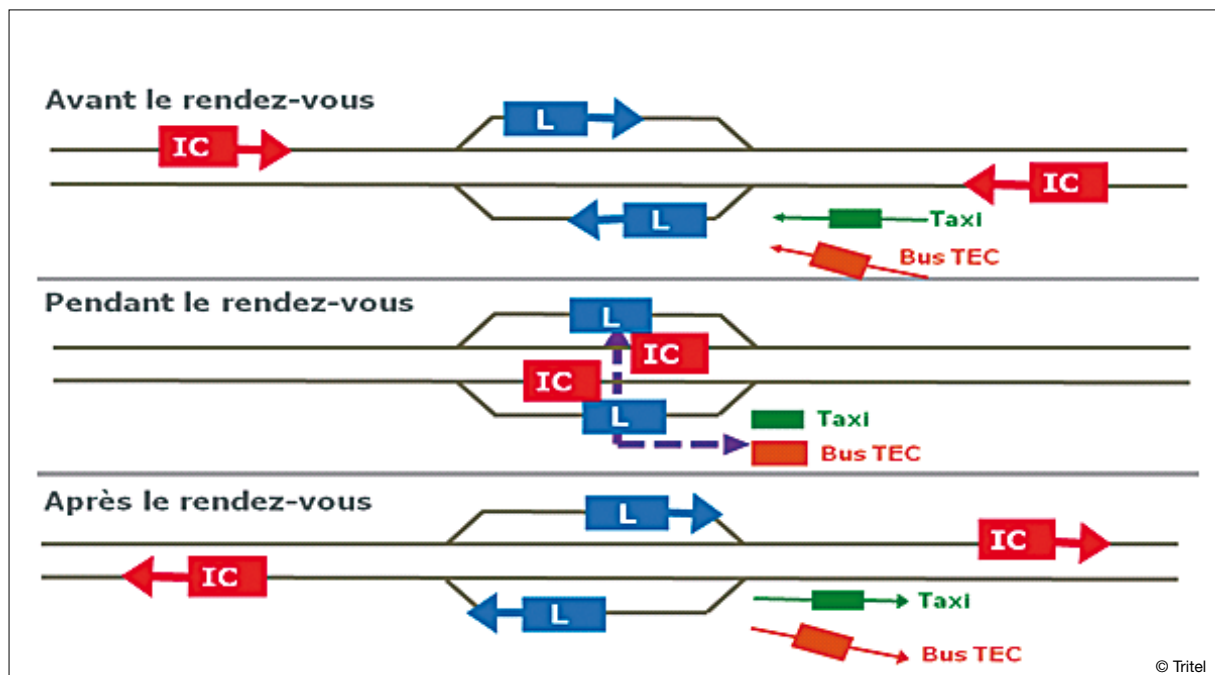 Avant le rendez-vous
L
IC
IC
L
Taxi
Bus TEC
Pendant le rendez-vous
L
IC
IC
L
Taxi
Bus TEC
Après le rendez-vous
L
IC
IC
L
Taxi
Bus TEC
© Tritel